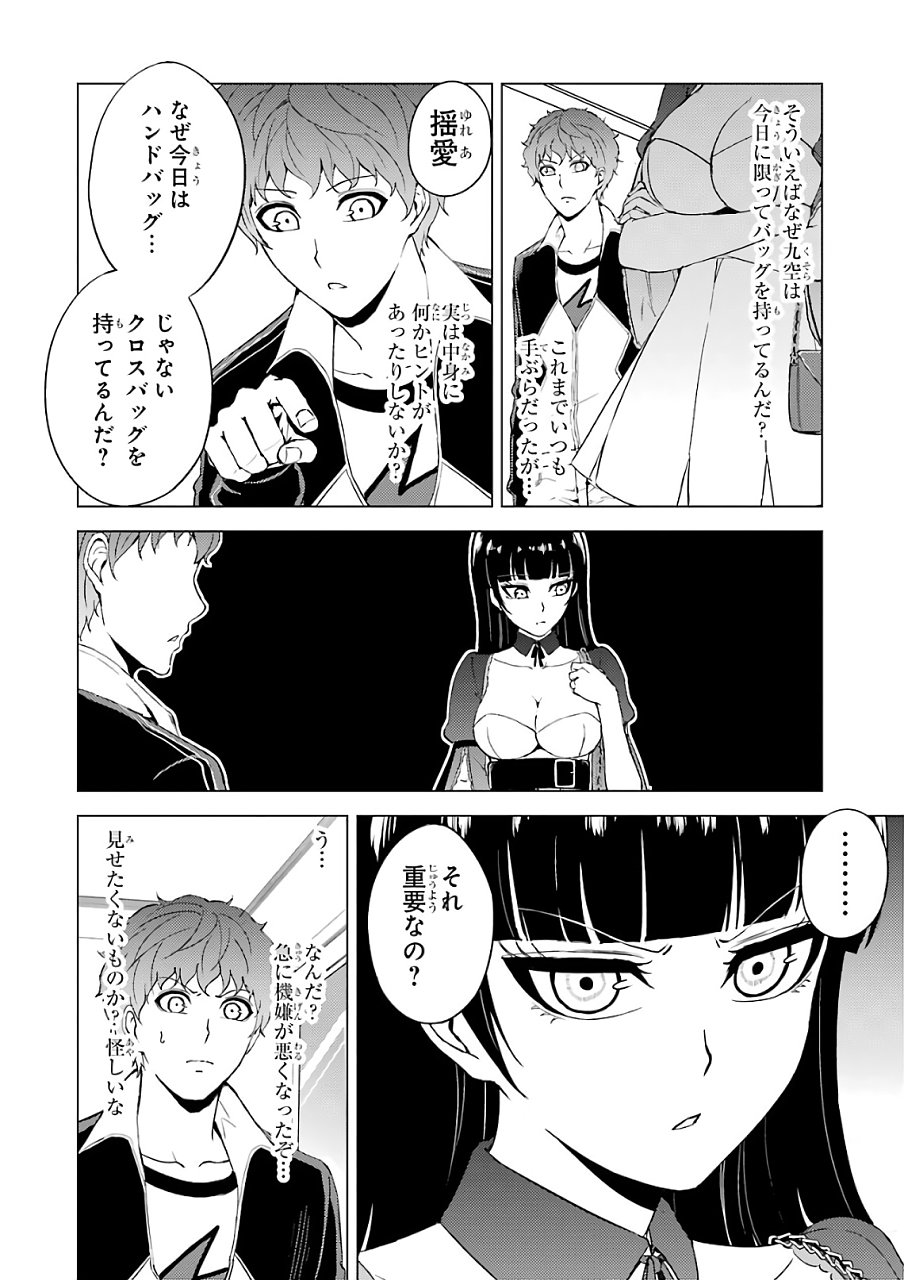 そういえばなぜ九空は
今日に限ってバッグを持ってるんだ？
これまでいつも
手ぶらだったが…
揺愛
実は中身に
何かヒントが
あったりしないか？
なぜ今日は
ハンドバッグ…
じゃない
クロスバッグを
持ってるんだ？
………
それ
重要なの？
う…
なんだ？
急に機嫌が悪くなったぞ…
見せたくないものか？怪しいな